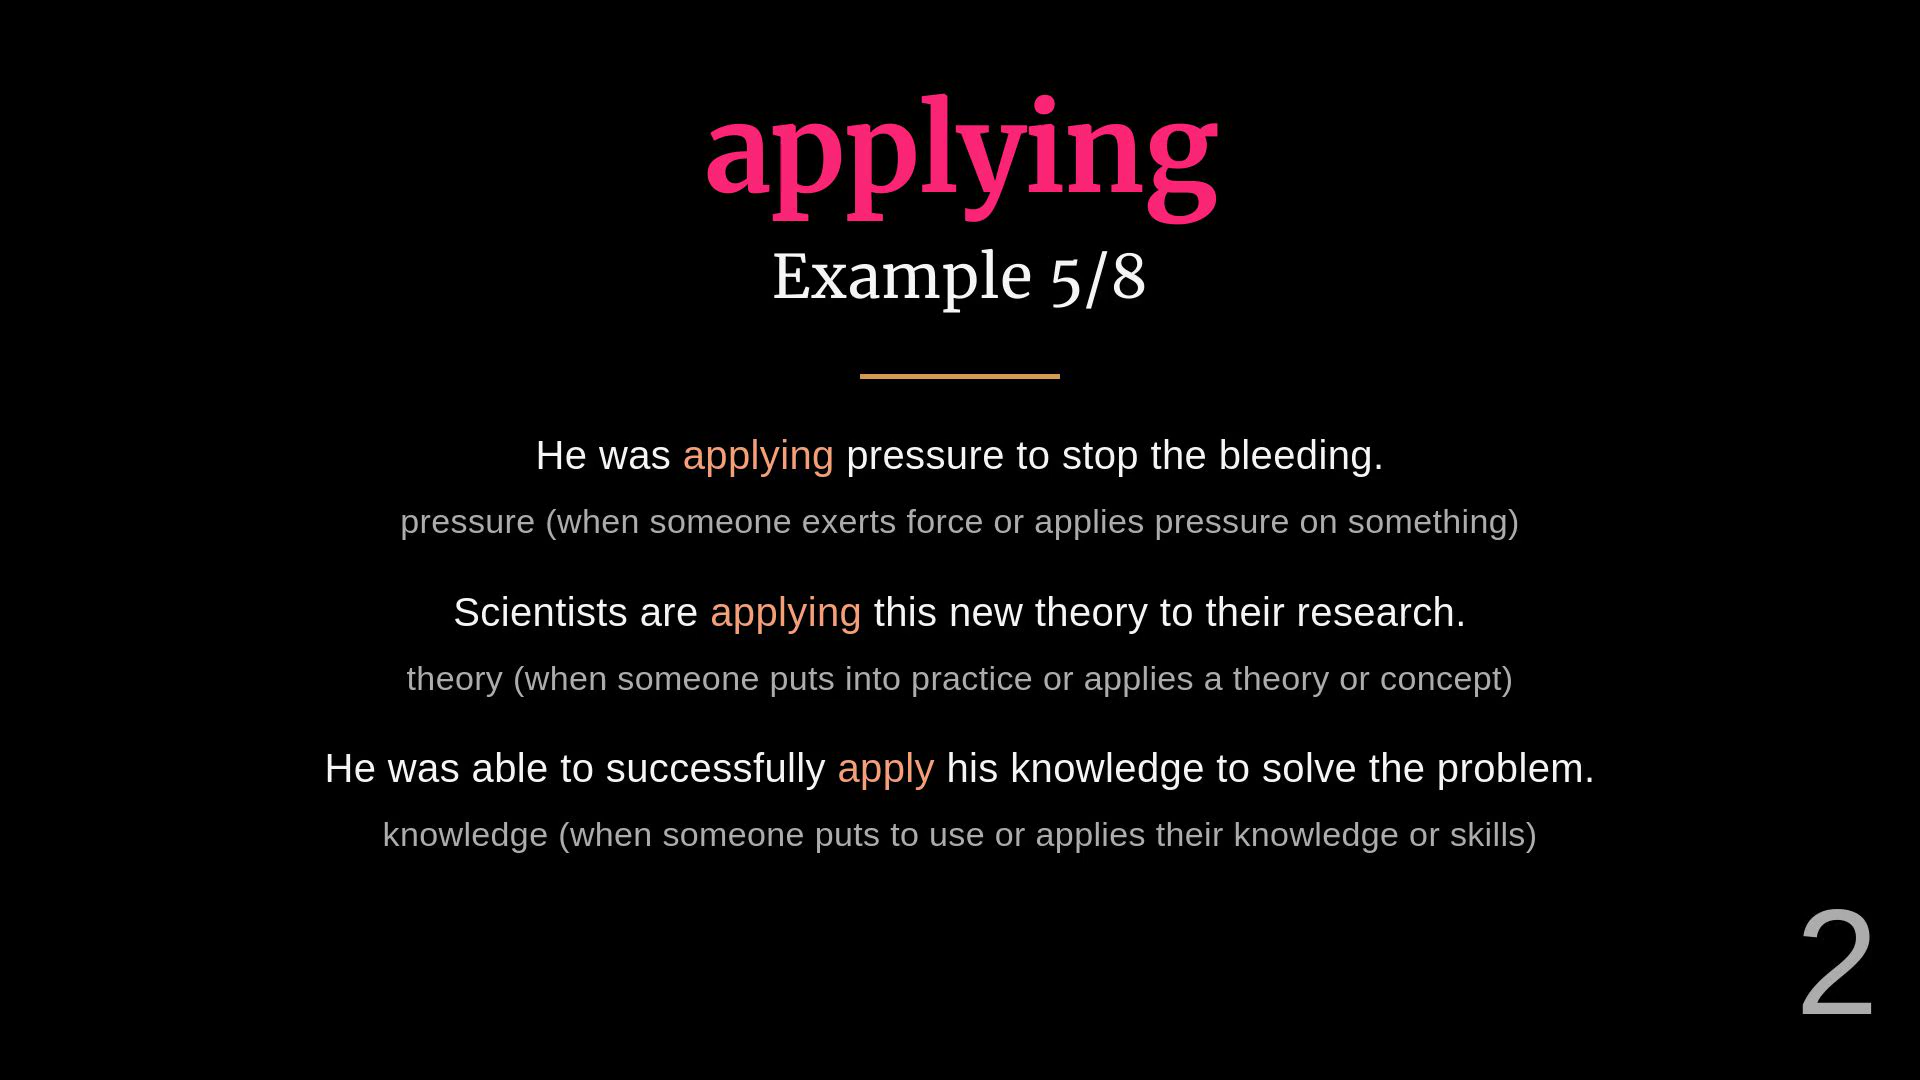 applying
Example 5/8
He was applying pressure to stop the bleeding.
pressure (when someone exerts force or applies pressure on something)
Scientists are applying this new theory to their research.
theory (when someone puts into practice or applies a theory or concept)
He was able to successfully apply his knowledge to solve the problem.
knowledge (when someone puts to use or applies their knowledge or skills)
2